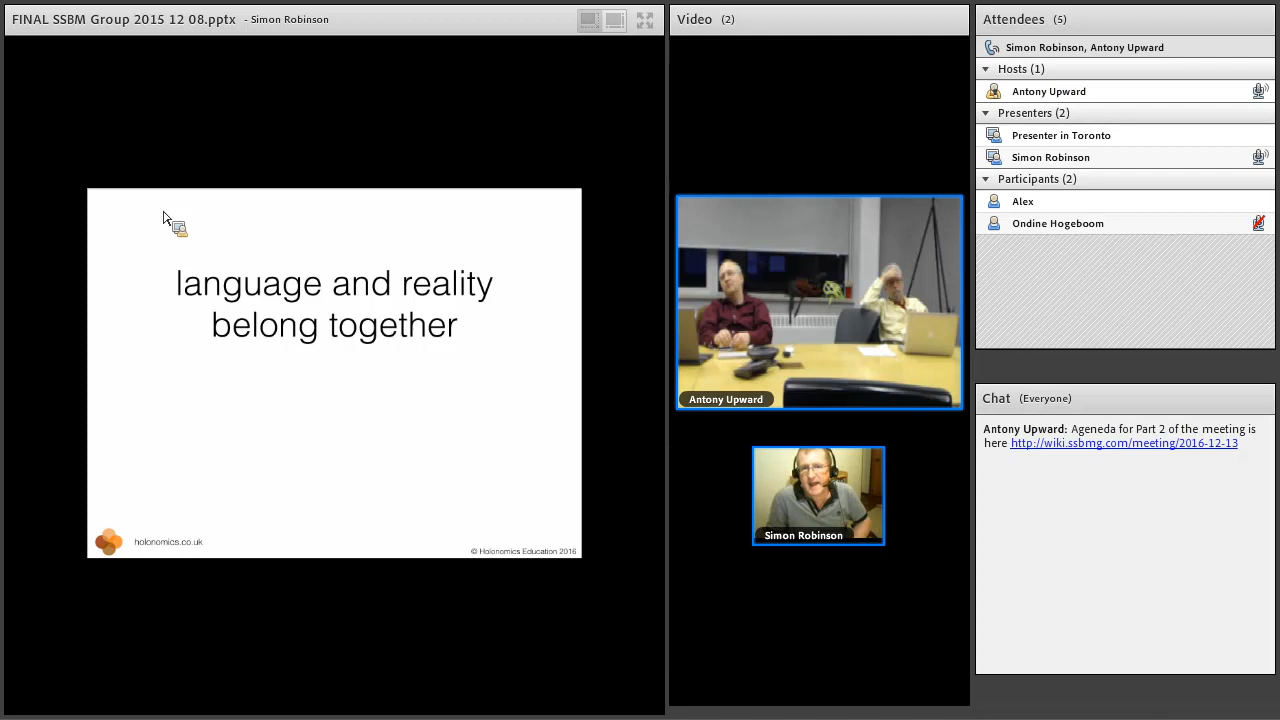 FINAL SSBM Group 2015 12 08.pptx - Simon Robinson
language and reality
belong together
holonomics.co.uk
© Holonomics Education 2016
Video (2)
Antony Upward
Simon Robinson
Attendees (5)
Simon Robinson, Antony Upward
Hosts (1)
Antony Upward
Presenters (2)
Presenter in Toronto
Simon Robinson
Participants (2)
Alex
Ondine Hogeboom
Chat (Everyone)
Antony Upward: Ageneda for Part 2 of the meeting is
here http://wiki.ssbmg.com/meeting/2016-12-13